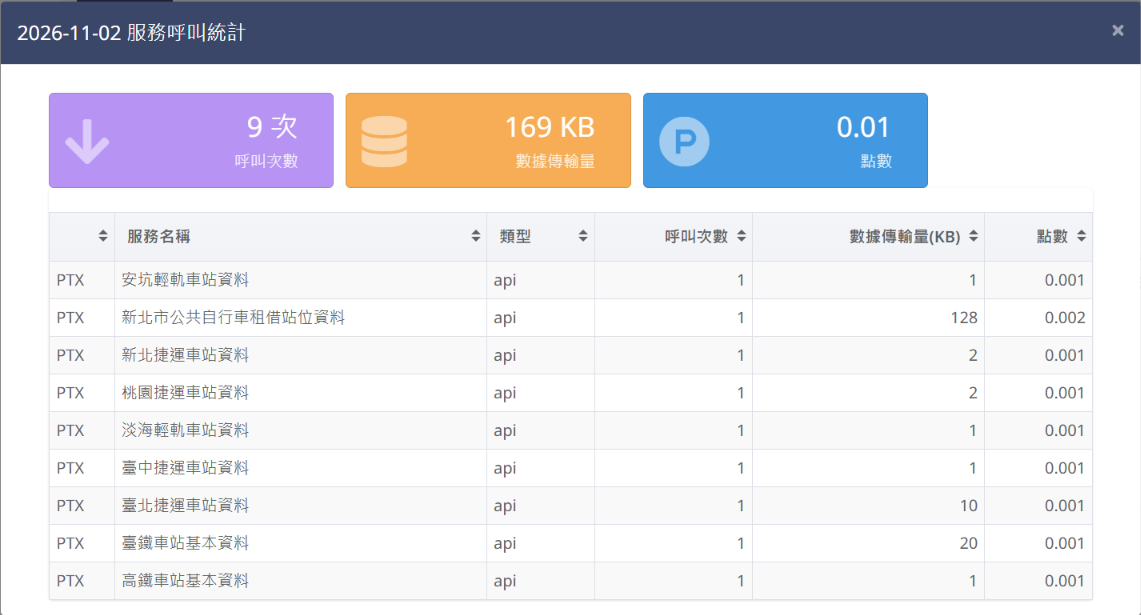 2026-11-02 服務呼叫統計 ×
9 次
呼叫次數
169 KB
數據傳輸量
P
0.01
點數
服務名稱 類型 呼叫次數 數據傳輸量(KB) 點數
PTX 安坑輕軌車站資料 api 1 1 0.001
PTX 新北市公共自行車租借站位資料 api 1 128 0.002
PTX 新北捷運車站資料 api 1 2 0.001
PTX 桃園捷運車站資料 api 1 2 0.001
PTX 淡海輕軌車站資料 api 1 1 0.001
PTX 臺中捷運車站資料 api 1 1 0.001
PTX 臺北捷運車站資料 api 1 10 0.001
PTX 臺鐵車站基本資料 api 1 20 0.001
PTX 高鐵車站基本資料 api 1 1 0.001